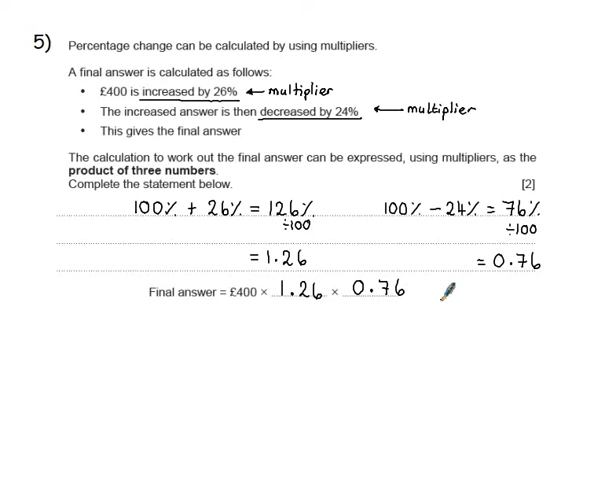 5) Percentage change can be calculated by using multipliers.
A final answer is calculated as follows:
• £400 is increased by 26% ← multiplier
• The increased answer is then decreased by 24% ← multiplier
• This gives the final answer
The calculation to work out the final answer can be expressed, using multipliers, as the
product of three numbers.
Complete the statement below. [2]
100% + 26% = 126% 100% − 24% = 76%
÷100 ÷100
= 1.26 = 0.76
Final answer = £400 × 1.26 × 0.76